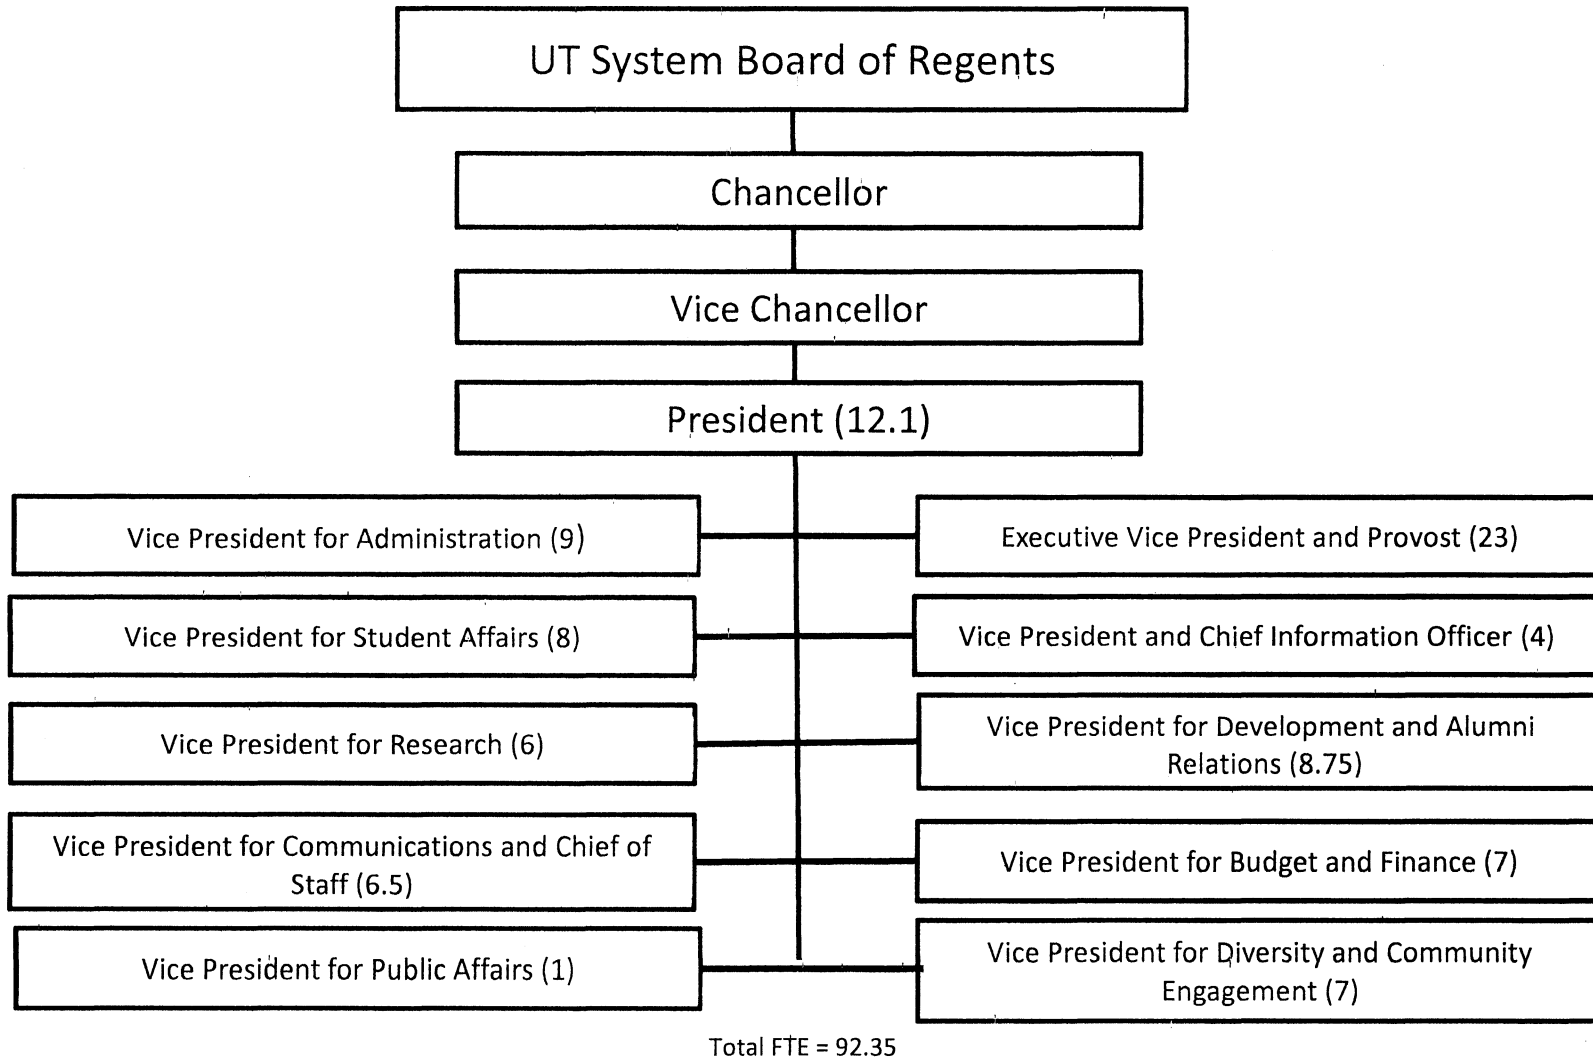 UT System Board of Regents
Chancellor
Vice Chancellor
President (12.1)
Vice President for Administration (9)
Executive Vice President and Provost (23)
Vice President for Student Affairs (8)
Vice President and Chief Information Officer (4)
Vice President for Research (6)
Vice President for Development and Alumni
Relations (8.75)
Vice President for Communications and Chief of
Staff (6.5)
Vice President for Budget and Finance (7)
Vice President for Public Affairs (1)
Vice President for Diversity and Community
Engagement (7)
Total FTE = 92.35